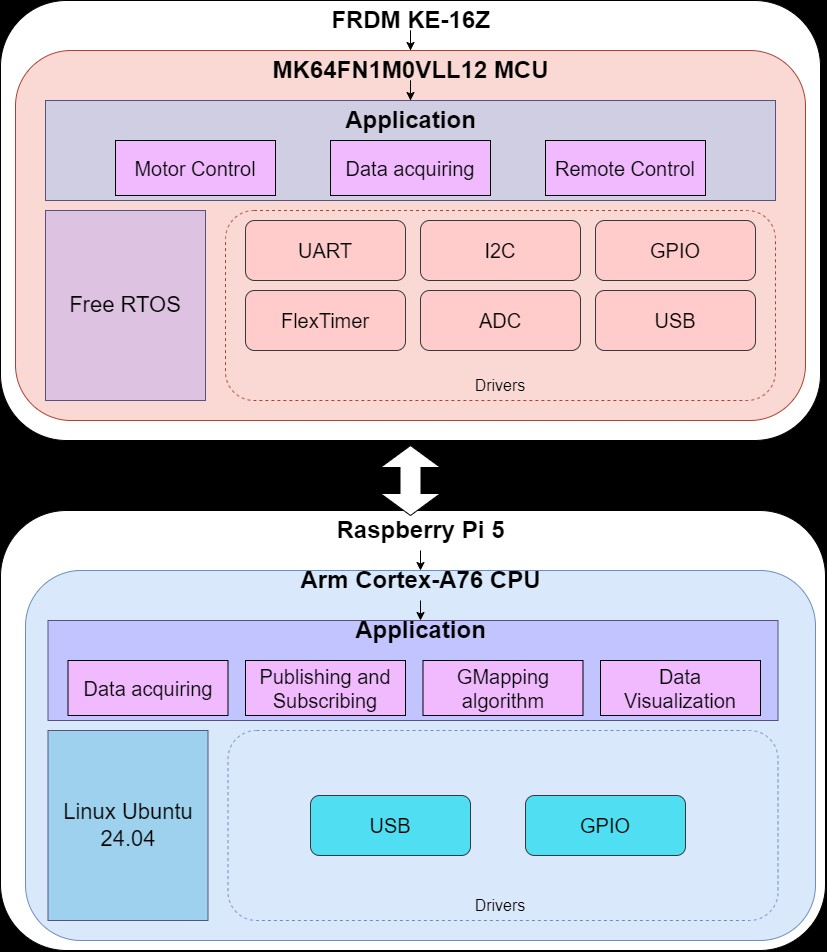 FRDM KE-16Z
MK64FN1M0VLL12 MCU
Application
Motor Control
Data acquiring
Remote Control
Free RTOS
UART
I2C
GPIO
FlexTimer
ADC
USB
Drivers
Raspberry Pi 5
Arm Cortex-A76 CPU
Application
Data acquiring
Publishing and
Subscribing
GMapping
algorithm
Data
Visualization
Linux Ubuntu
24.04
USB
GPIO
Drivers